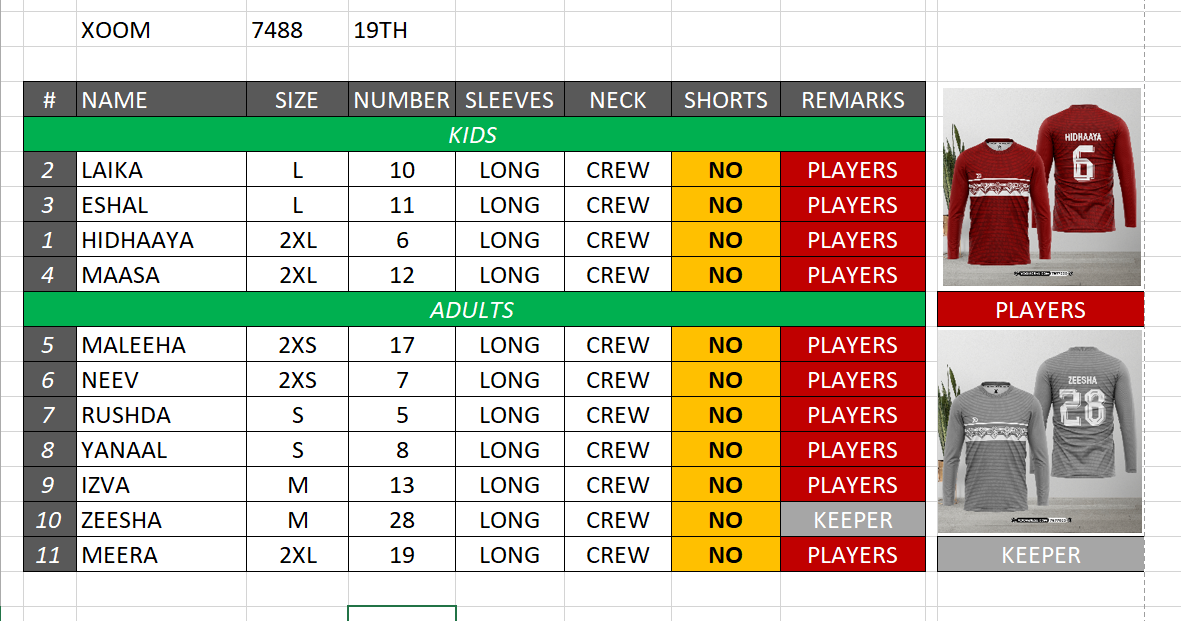 XOOM 7488 19TH
# NAME SIZE NUMBER SLEEVES NECK SHORTS REMARKS
KIDS
2 LAIKA L 10 LONG CREW NO PLAYERS
3 ESHAL L 11 LONG CREW NO PLAYERS
1 HIDHAAYA 2XL 6 LONG CREW NO PLAYERS
4 MAASA 2XL 12 LONG CREW NO PLAYERS
ADULTS
5 MALEEHA 2XS 17 LONG CREW NO PLAYERS
6 NEEV 2XS 7 LONG CREW NO PLAYERS
7 RUSHDA S 5 LONG CREW NO PLAYERS
8 YANAAL S 8 LONG CREW NO PLAYERS
9 IZVA M 13 LONG CREW NO PLAYERS
10 ZEESHA M 28 LONG CREW NO KEEPER
11 MEERA 2XL 19 LONG CREW NO PLAYERS
HIDHAAYA
6
PLAYERS
ZEESHA
28
KEEPER